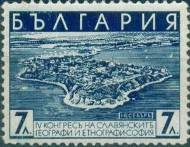 БЪЛГАРИЯ
НЕСЕБЪРЪ
7Л. 7Л.
IV КОНГРЕСЪ НА СЛАВЯНСКИТѢ
ГЕОГРАФИ И ЕТНОГРАФИ СОФИЯ